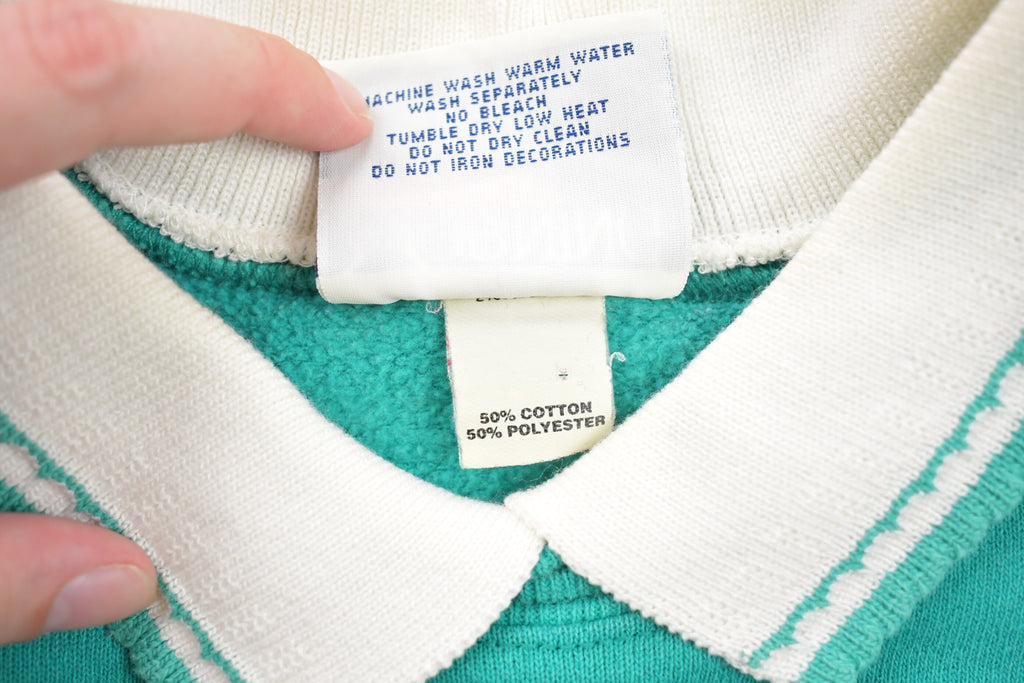 MACHINE WASH WARM WATER
WASH SEPARATELY
NO BLEACH
TUMBLE DRY LOW HEAT
DO NOT DRY CLEAN
DO NOT IRON DECORATIONS
50% COTTON
50% POLYESTER